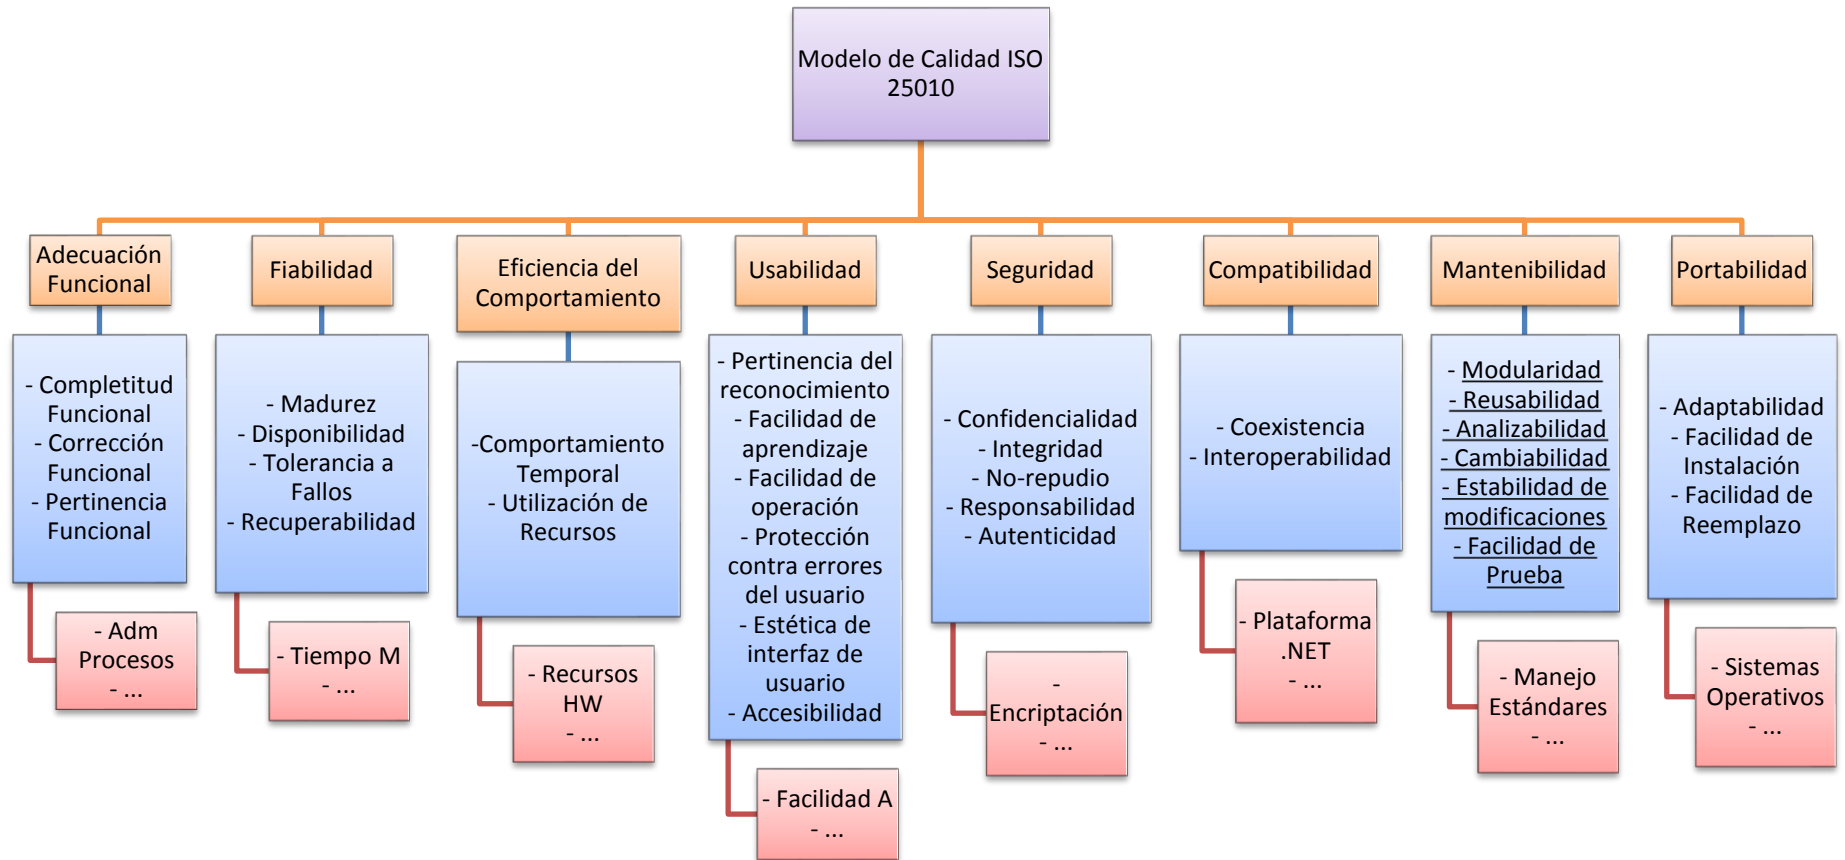 Modelo de Calidad ISO
25010
Adecuación
Funcional
Fiabilidad
Eficiencia del
Comportamiento
Usabilidad
Seguridad
Compatibilidad
Mantenibilidad
Portabilidad
- Completitud
Funcional
- Corrección
Funcional
- Pertinencia
Funcional
- Madurez
- Disponibilidad
- Tolerancia a
Fallos
- Recuperabilidad
-Comportamiento
Temporal
- Utilización de
Recursos
- Pertinencia del
reconocimiento
- Facilidad de
aprendizaje
- Facilidad de
operación
- Protección
contra errores
del usuario
- Estética de
interfaz de
usuario
- Accesibilidad
- Confidencialidad
- Integridad
- No-repudio
- Responsabilidad
- Autenticidad
- Coexistencia
- Interoperabilidad
- Modularidad
- Reusabilidad
- Analizabilidad
- Cambiabilidad
- Estabilidad de
modificaciones
- Facilidad de
Prueba
- Adaptabilidad
- Facilidad de
Instalación
- Facilidad de
Reemplazo
- Adm
Procesos
- ...
- Tiempo M
- ...
- Recursos
HW
- ...
- Facilidad A
- ...
-
Encriptación
- ...
- Plataforma
.NET
- ...
- Manejo
Estándares
- ...
- Sistemas
Operativos
- ...